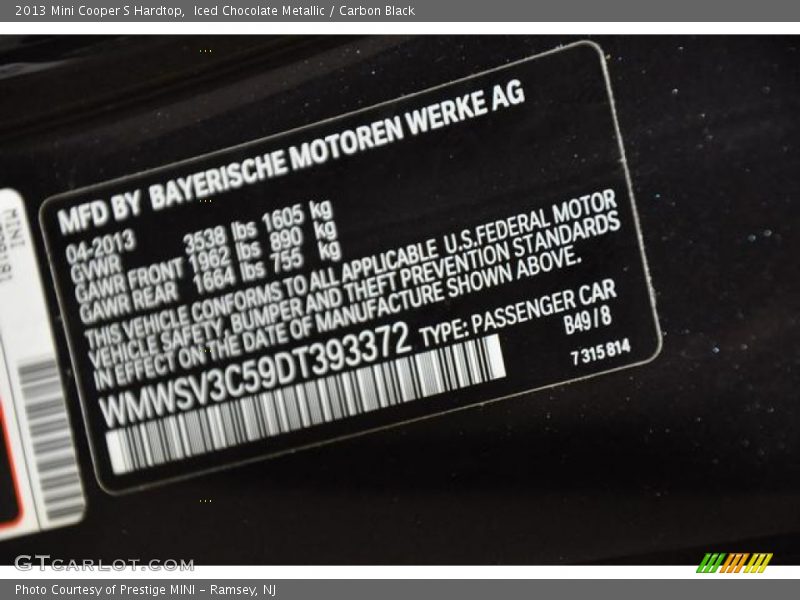 2013 Mini Cooper S Hardtop,  Iced Chocolate Metallic / Carbon Black
MFD BY BAYERISCHE MOTOREN WERKE AG
04-2013
GVWR 3538 lbs 1605 kg
GAWR FRONT 1962 lbs 890 kg
GAWR REAR 1664 lbs 755 kg
THIS VEHICLE CONFORMS TO ALL APPLICABLE U.S.FEDERAL MOTOR
VEHICLE SAFETY, BUMPER AND THEFT PREVENTION STANDARDS
IN EFFECT ON THE DATE OF MANUFACTURE SHOWN ABOVE.
WMWSV3C59DT393372 TYPE: PASSENGER CAR
B49/8
7315814
MINI
GTCARLOT.COM
Photo Courtesy of Prestige MINI – Ramsey, NJ